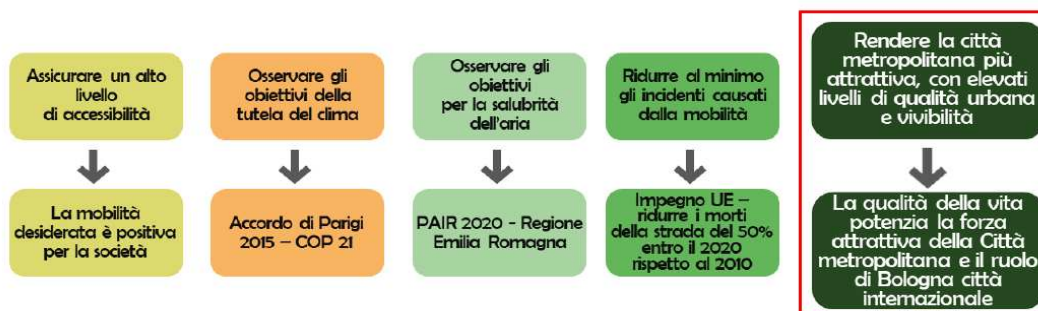 Assicurare un alto
livello
di accessibilità
La mobilità
desiderata è positiva
per la società
Osservare gli
obiettivi della
tutela del clima
Accordo di Parigi
2015 – COP 21
Osservare gli
obiettivi
per la salubrità
dell'aria
PAIR 2020 - Regione
Emilia Romagna
Ridurre al minimo
gli incidenti causati
dalla mobilità
Impegno UE –
ridurre i morti
della strada del 50%
entro il 2020
rispetto al 2010
Rendere la città
metropolitana più
attrattiva, con elevati
livelli di qualità urbana
e vivibilità
La qualità della vita
potenzia la forza
attrattiva della Città
metropolitana e il ruolo
di Bologna città
internazionale